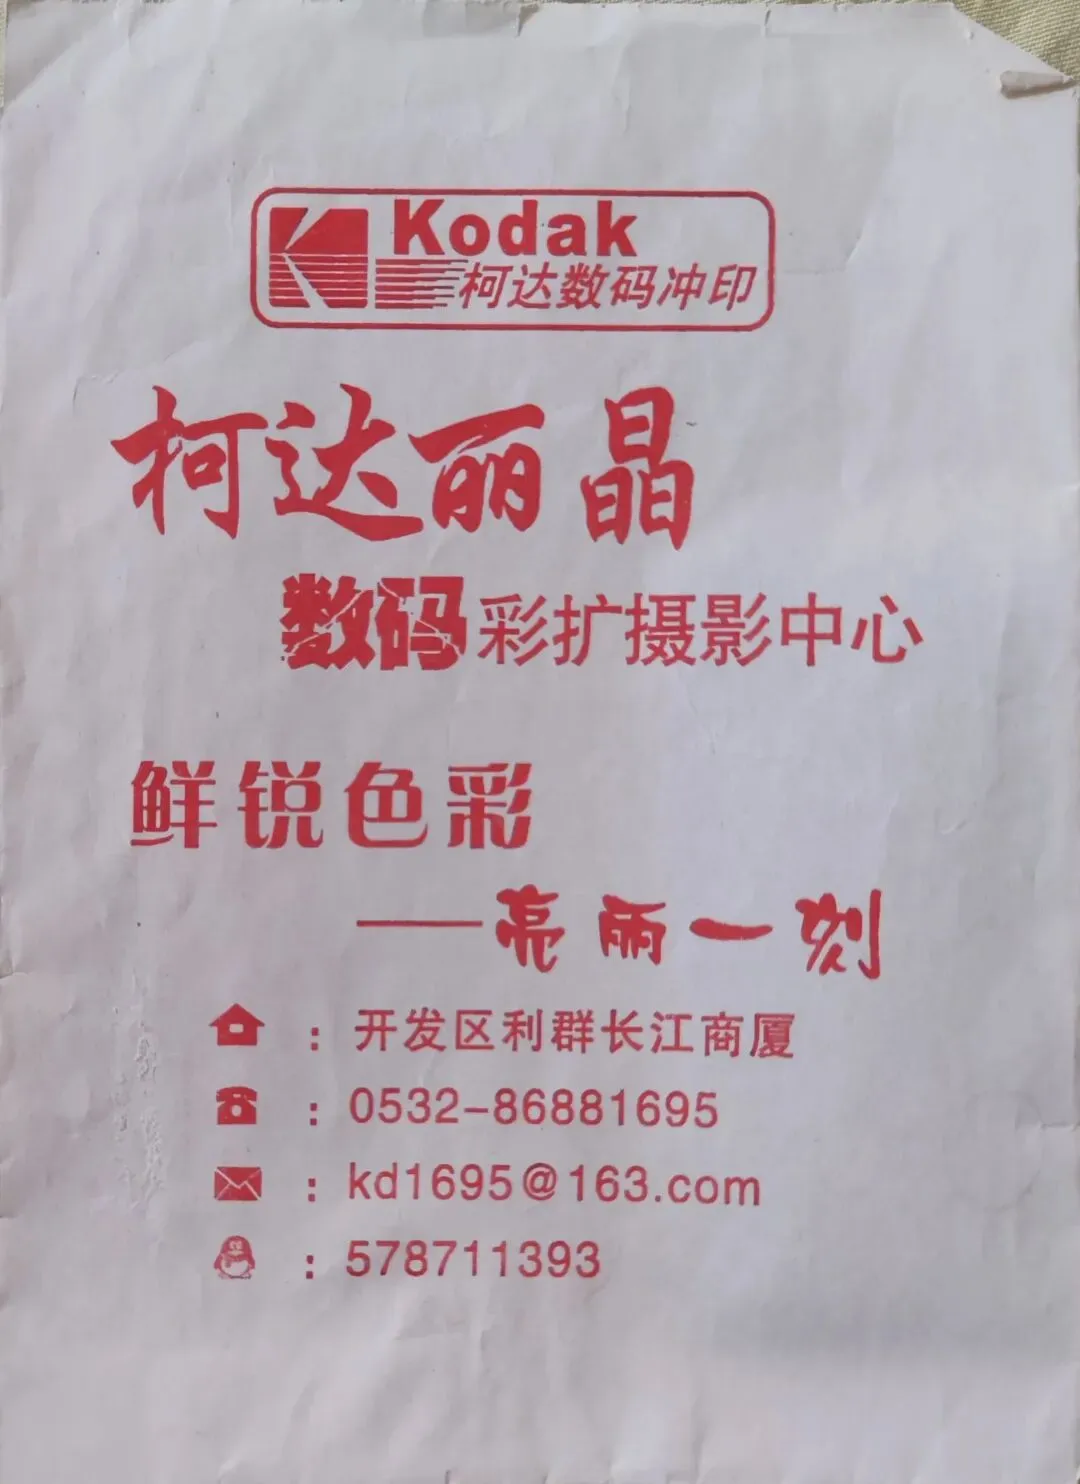 Kodak
柯达数码冲印
柯达丽晶
数码彩扩摄影中心
鲜锐色彩
——亮丽一刻
：开发区利群长江商厦
：0532-86881695
：kd1695@163.com
：578711393